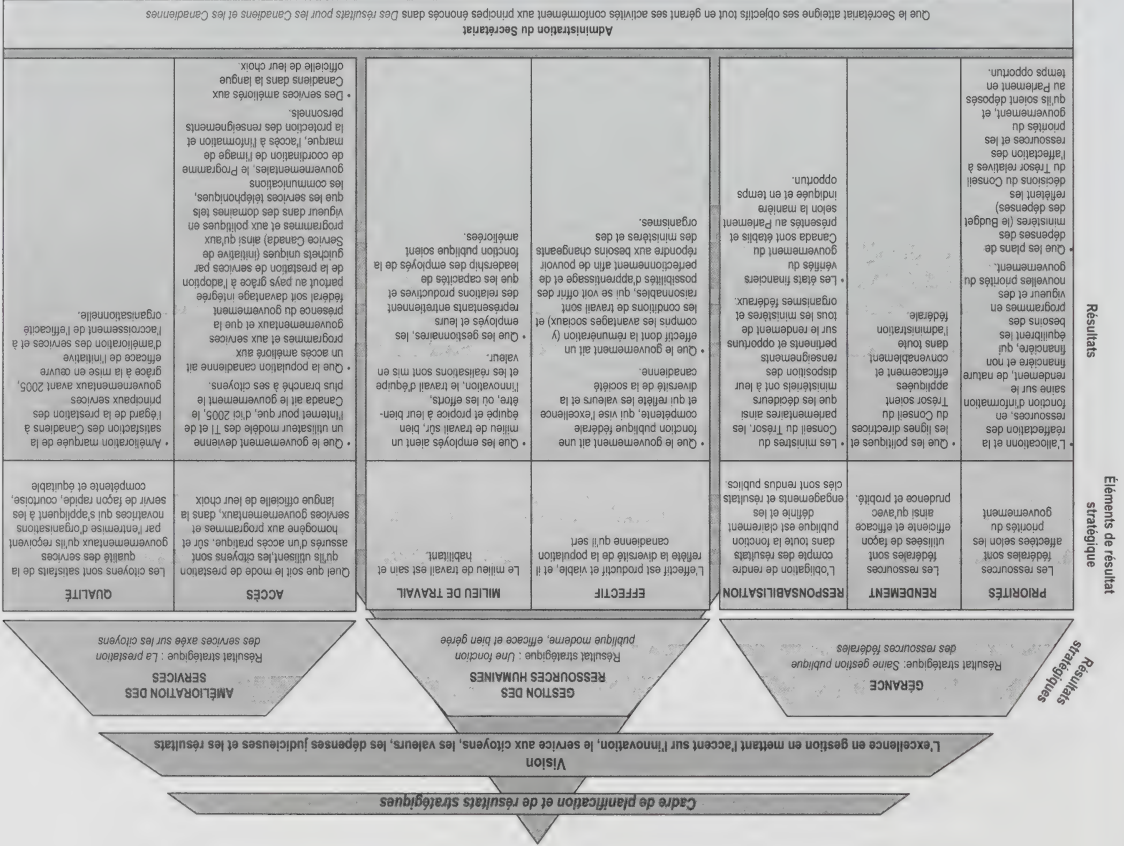 Cadre de planification et de résultats stratégiques
Vision
L'excellence en gestion en mettant l'accent sur l'innovation, le service aux citoyens, les valeurs, les dépenses judicieuses et les résultats
Résultats
stratégiques
GÉRANCE
Résultat stratégique: Saine gestion publique
des ressources fédérales
GESTION DES
RESSOURCES HUMAINES
Résultat stratégique : Une fonction
publique moderne, efficace et bien gérée
AMÉLIORATION DES
SERVICES
Résultat stratégique : La prestation
des services axée sur les citoyens
Éléments de résultat
stratégique
PRIORITÉS
Les ressources
fédérales sont
affectées selon les
priorités du
gouvernement
RENDEMENT
Les ressources
fédérales sont
utilisées de façon
efficiente et efficace
ainsi qu'avec
prudence et probité.
RESPONSABILISATION
L'obligation de rendre
compte des résultats
dans toute la fonction
publique est clairement
définie et les
engagements et résultats
clés sont rendus publics.
EFFECTIF
L'effectif est productif et viable, et il
reflète la diversité de la population
canadienne qu'il sert
MILIEU DE TRAVAIL
Le milieu de travail est sain et
habilitant.
ACCÈS
Quel que soit le mode de prestation
qu'ils utilisent,les citoyens sont
assurés d'un accès pratique, sûr et
homogène aux programmes et
services gouvernementaux, dans la
langue officielle de leur choix
QUALITÉ
Les citoyens sont satisfaits de la
qualité des services
gouvernementaux qu'ils reçoivent
par l'entremise d'organisations
novatrices qui s'appliquent à les
servir de façon rapide, courtoise,
compétente et équitable
Résultats
• L'allocation et la
réaffectation des
ressources, en
fonction d'information
saine sur le
rendement, de nature
financière et non
financière, qui
équilibrent les
besoins des
programmes en
vigueur et des
nouvelles priorités du
gouvernement.
• Que les plans de
dépenses des
ministères (le Budget
des dépenses)
reflètent les
décisions du Conseil
du Trésor relatives à
l'affectation des
ressources et les
priorités du
gouvernement, et
qu'ils soient déposés
au Parlement en
temps opportun.
• Que les politiques et
les lignes directrices
du Conseil du
Trésor soient
appliquées
efficacement et
convenablement
dans toute
l'administration
fédérale.
• Les ministres du
Conseil du Trésor, les
parlementaires ainsi
que les décideurs
ministériels ont à leur
disposition des
renseignements
pertinents et opportuns
sur le rendement de
tous les ministères et
organismes fédéraux.
• Les états financiers
vérifiés du
gouvernement du
Canada sont établis et
présentés au Parlement
selon la manière
indiquée et en temps
opportun.
• Que le gouvernement ait une
fonction publique fédérale
compétente, qui vise l'excellence
et qui reflète les valeurs et la
diversité de la société
canadienne.
• Que le gouvernement ait un
effectif dont la rémunération (y
compris les avantages sociaux) et
les conditions de travail sont
raisonnables, qui se voit offrir des
possibilités d'apprentissage et de
perfectionnement afin de pouvoir
répondre aux besoins changeants
des ministères et des
organismes.
• Que les employés aient un
milieu de travail sûr, bien
équipé et propice à leur bien-
être, où les efforts,
l'innovation, le travail d'équipe
et les réalisations sont mis en
valeur.
• Que les gestionnaires, les
employés et leurs
représentants entretiennent
des relations productives et
que les capacités de
leadership des employés de la
fonction publique soient
améliorées.
• Que le gouvernement devienne
un utilisateur modèle des TI et de
l'Internet pour que, d'ici 2005, le
Canada ait le gouvernement le
plus branché à ses citoyens.
• Que la population canadienne ait
un accès amélioré aux
programmes et aux services
gouvernementaux et que la
présence du gouvernement
fédéral soit davantage intégrée
partout au pays grâce à l'adoption
de la prestation de services par
guichets uniques (initiative de
Service Canada) ainsi qu'aux
programmes et aux politiques en
vigueur dans des domaines tels
que les services téléphoniques,
les communications
gouvernementales, le Programme
de coordination de l'image de
marque, l'accès à l'information et
la protection des renseignements
personnels.
• Des services améliorés aux
Canadiens dans la langue
officielle de leur choix
• Amélioration marquée de la
satisfaction des Canadiens à
l'égard de la prestation des
principaux services
gouvernementaux avant 2005,
grâce à la mise en œuvre
efficace de l'initiative
d'amélioration des services et à
l'accroissement de l'efficacité
organisationnelle.
Administration du Secrétariat
Que le Secrétariat atteigne ses objectifs tout en gérant ses activités conformément aux principes énoncés dans Des résultats pour les Canadiens et les Canadiennes